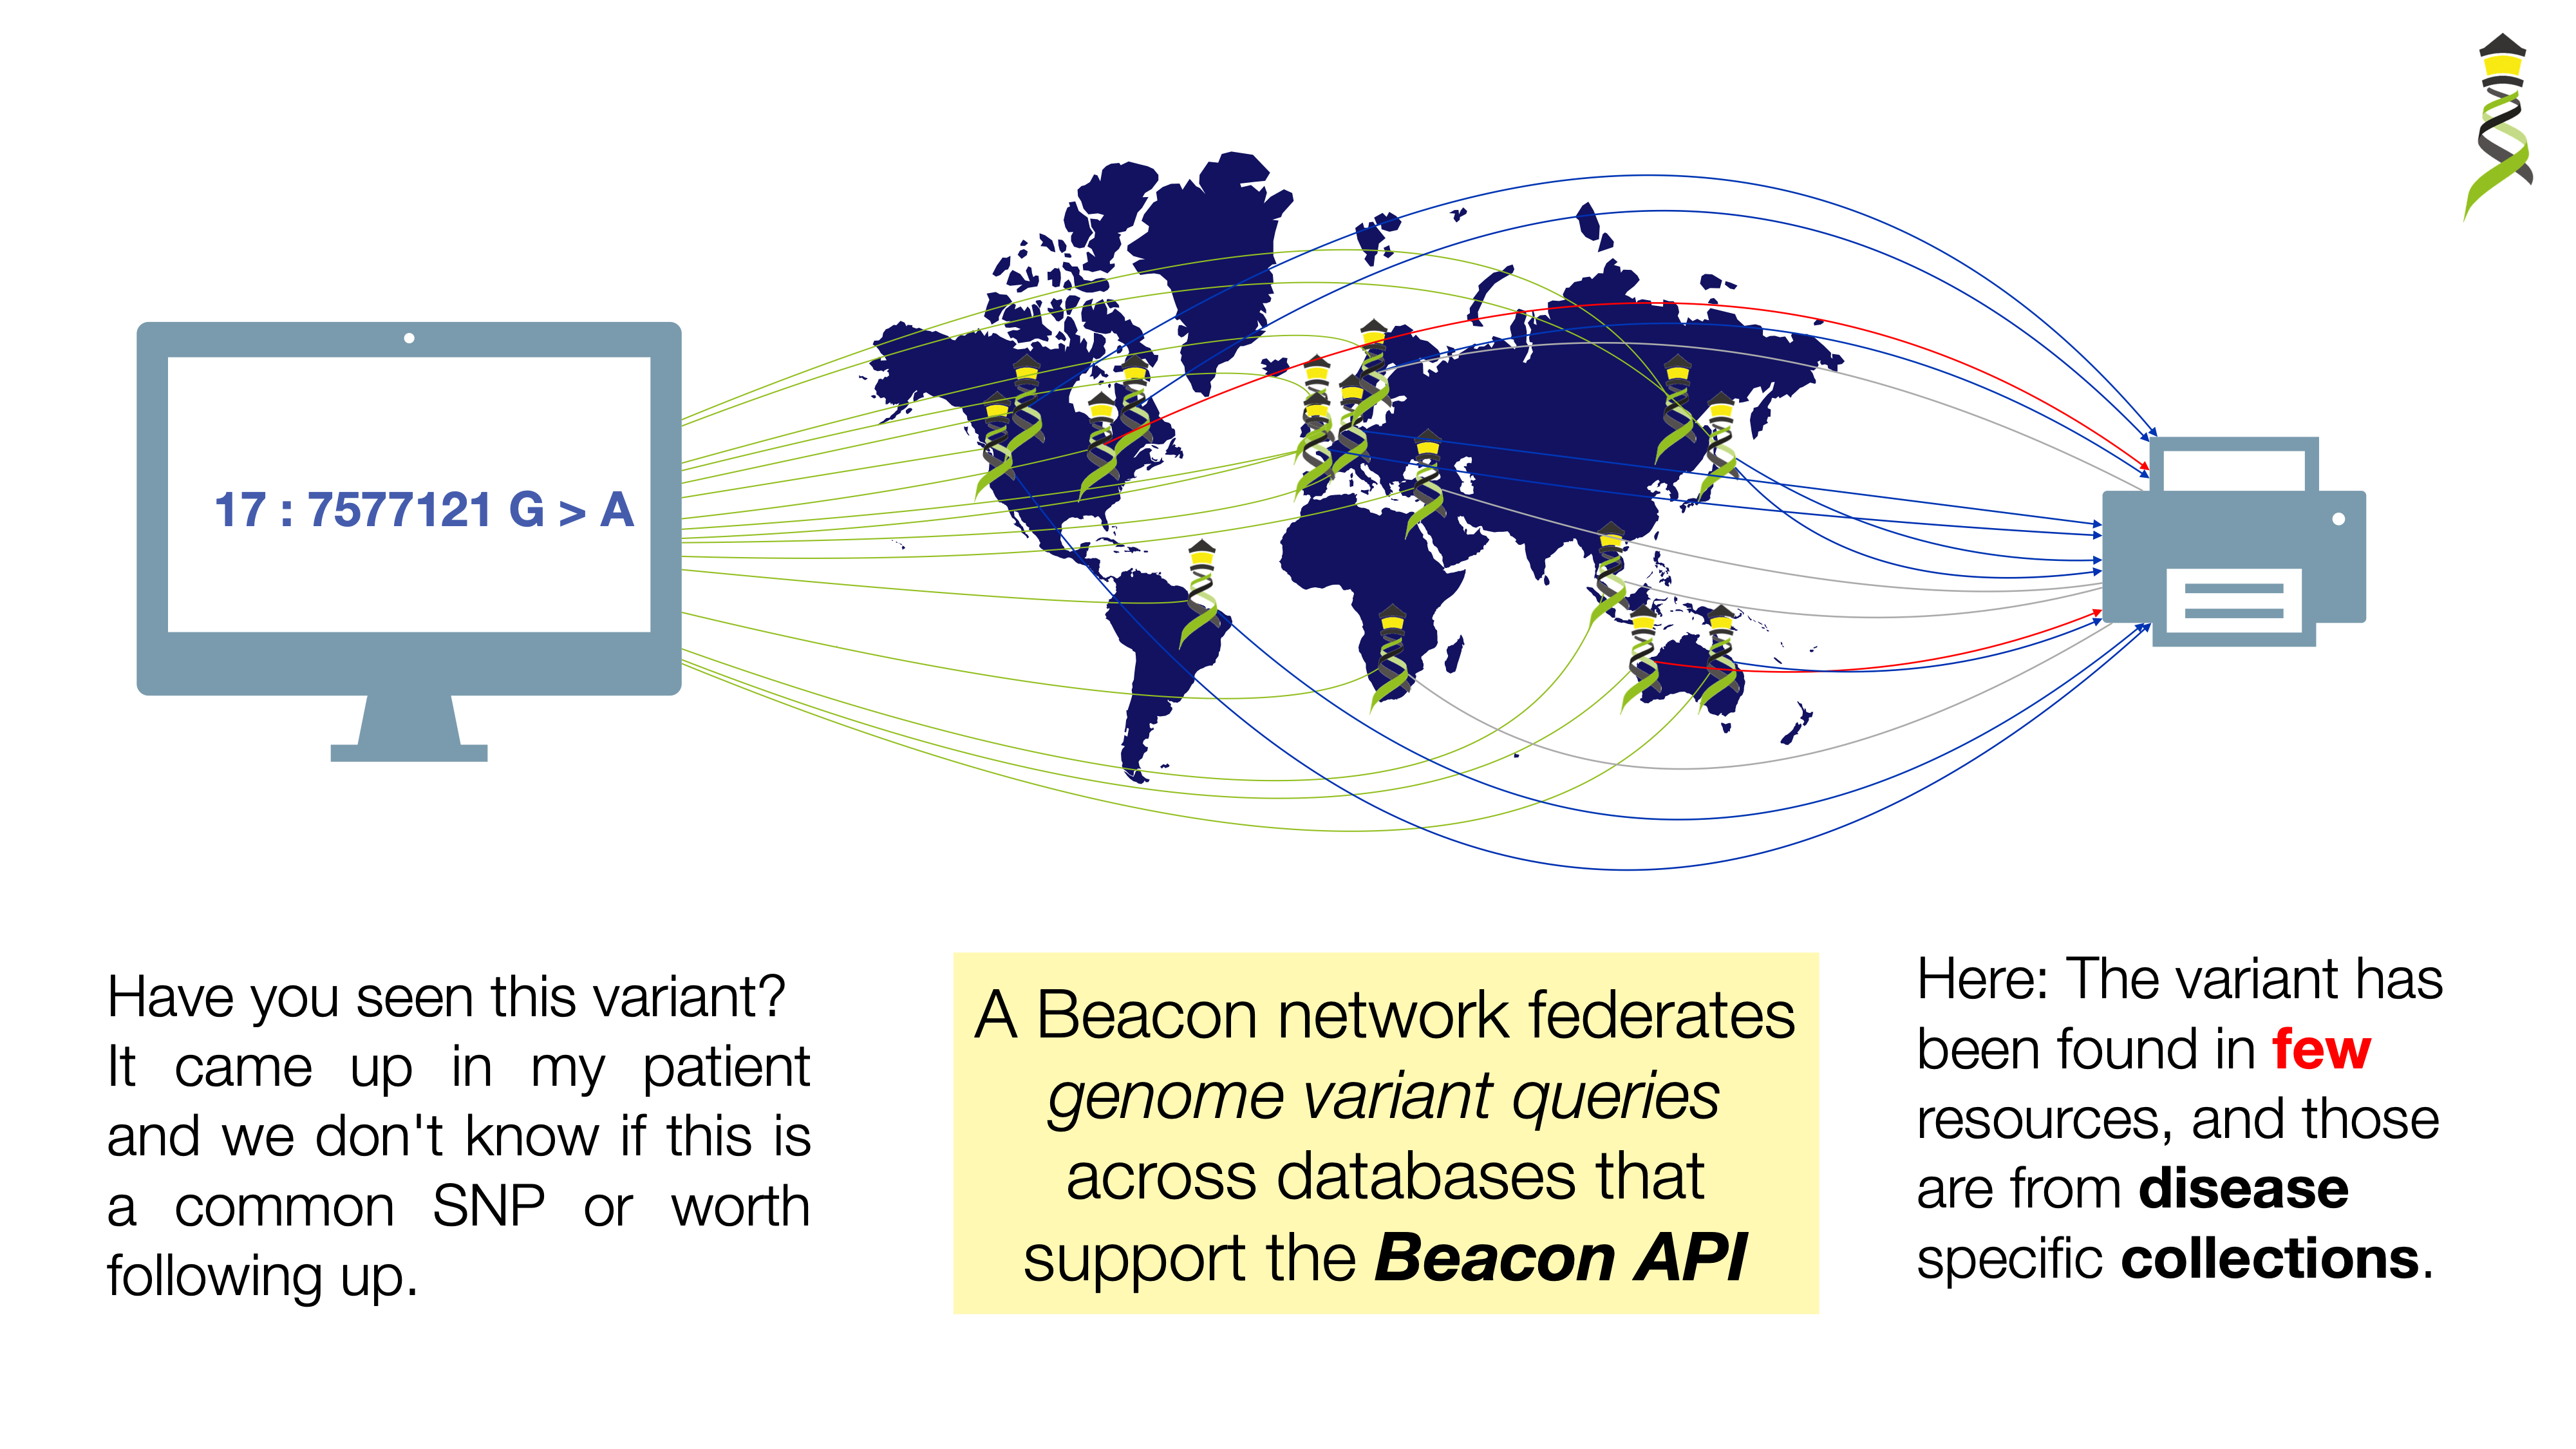 17 : 7577121 G > A
Have you seen this variant?
It came up in my patient
and we don't know if this is
a common SNP or worth
following up.
A Beacon network federates
genome variant queries
across databases that
support the Beacon API
Here: The variant has
been found in few
resources, and those
are from disease
specific collections.